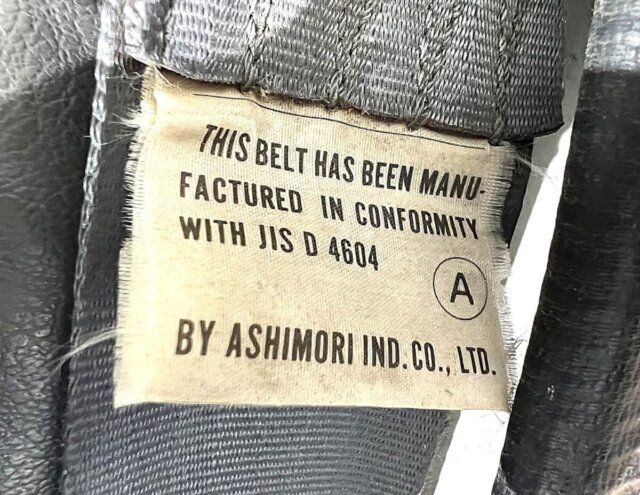 THIS BELT HAS BEEN MANU-
FACTURED IN CONFORMITY
WITH JIS D 4604
A
BY ASHIMORI IND. CO., LTD.